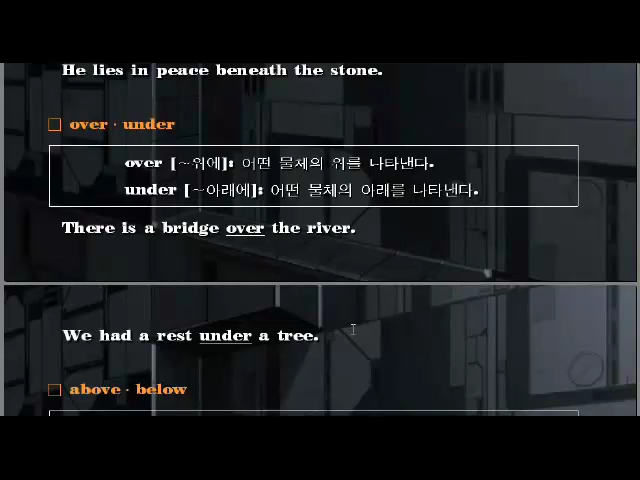 He lies in peace beneath the stone.
□ over · under
over [~위에]: 어떤 물체의 위를 나타낸다.
under [~아래에]: 어떤 물체의 아래를 나타낸다.
There is a bridge over the river.
We had a rest under a tree.
□ above · below